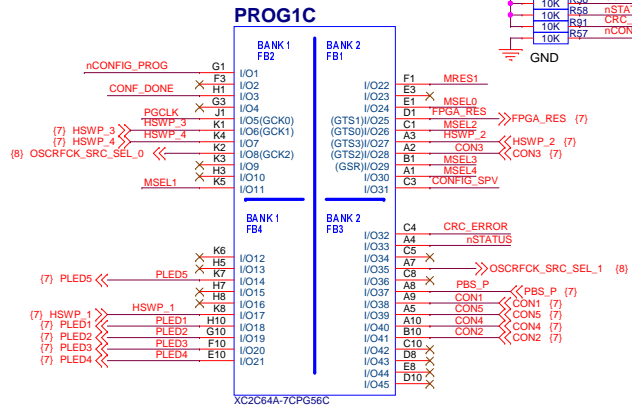 PROG1C
10K R58 nSTAT
10K R91 CRC_
10K R57 nCON
GND
BANK 1
FB2
BANK 2
FB1
nCONFIG_PROG G1 I/O1
F3 I/O2
CONF_DONE H1 I/O3
G3 I/O4
PGCLK J1 I/O5(GCK0)
{7} HSWP_3 HSWP_3 K1 I/O6(GCK1)
{7} HSWP_4 HSWP_4 K4 I/O7
{8} OSCRFCK_SRC_SEL_0 K2 I/O8(GCK2)
K3 I/O9
H3 I/O10
MSEL1 K5 I/O11
I/O22 F1 MRES1
I/O23 E3
I/O24 E1 MSEL0
(GTS1)I/O25 D1 FPGA_RES FPGA_RES {7}
(GTS0)I/O26 C1 MSEL2
(GTS3)I/O27 A3 HSWP_2 HSWP_2 {7}
(GTS2)I/O28 A2 CON3 CON3 {7}
(GSR)I/O29 B1 MSEL3
I/O30 A1 MSEL4
I/O31 C3 CONFIG_SPV
BANK 1
FB4
BANK 2
FB3
K6 I/O12
H5 I/O13
{7} PLED5 PLED5 K7 I/O14
H7 I/O15
H8 I/O16
{7} HSWP_1 HSWP_1 K8 I/O17
{7} PLED1 PLED1 H10 I/O18
{7} PLED2 PLED2 G10 I/O19
{7} PLED3 PLED3 F10 I/O20
{7} PLED4 PLED4 E10 I/O21
I/O32 C4 CRC_ERROR
I/O33 A4 nSTATUS
I/O34 C5
I/O35 A7 OSCRFCK_SRC_SEL_1 {8}
I/O36 C8
I/O37 A8 PBS_P PBS_P {7}
I/O38 A9 CON1 CON1 {7}
I/O39 A5 CON5 CON5 {7}
I/O40 A10 CON4 CON4 {7}
I/O41 B10 CON2 CON2 {7}
I/O42 C10
I/O43 D8
I/O44 E8
I/O45 D10
XC2C64A-7CPG56C